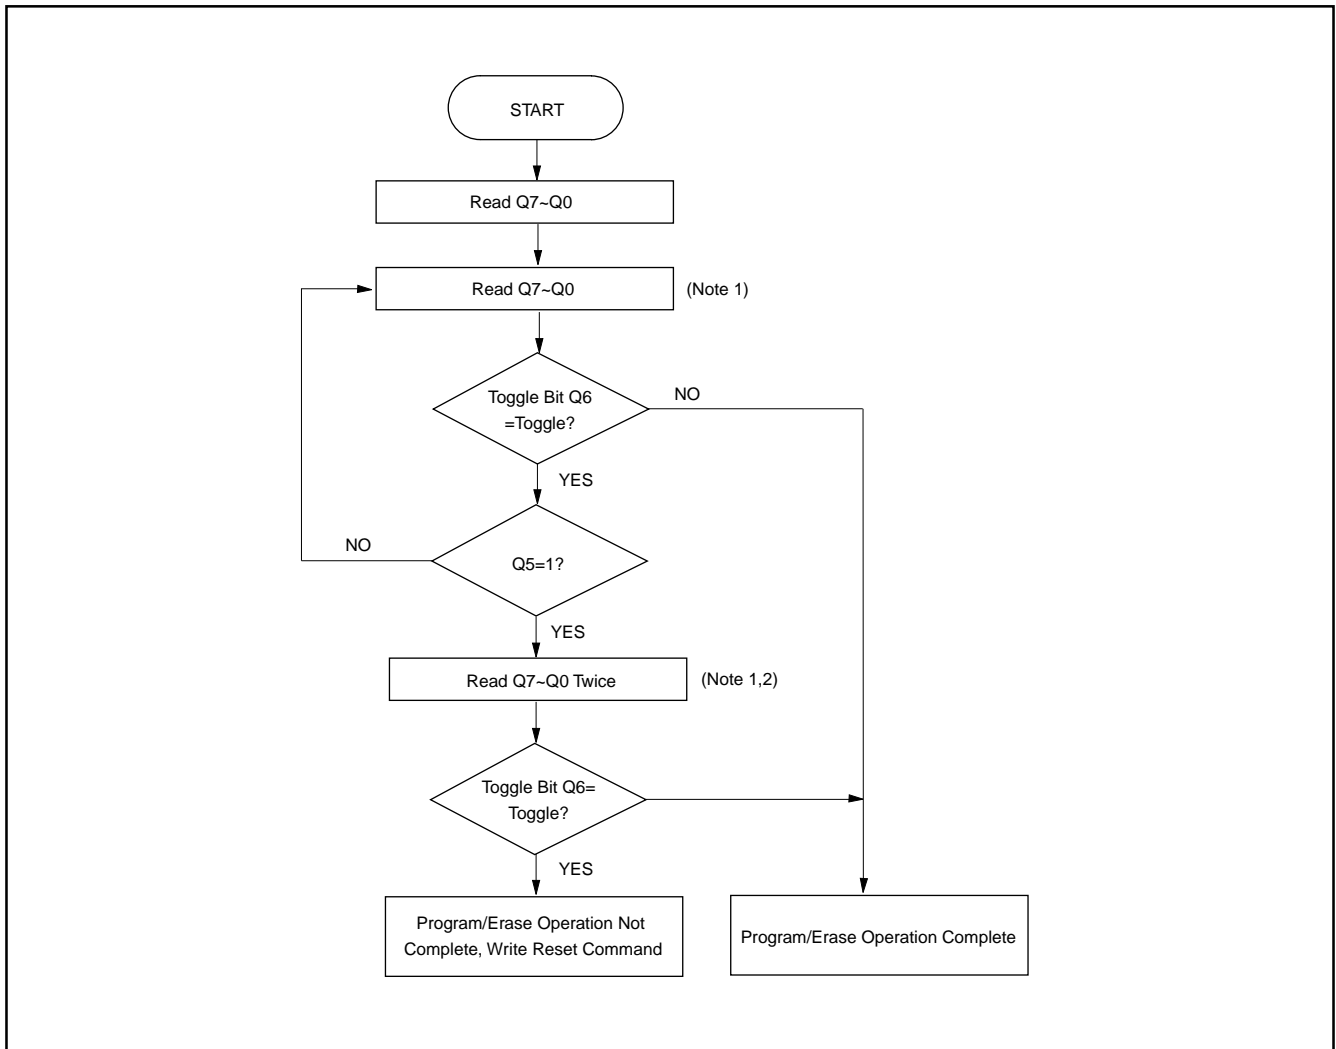 START
Read Q7~Q0
Read Q7~Q0
(Note 1)
Toggle Bit Q6
=Toggle?
NO
YES
NO
Q5=1?
YES
Read Q7~Q0 Twice
(Note 1,2)
Toggle Bit Q6=
Toggle?
YES
Program/Erase Operation Not
Complete, Write Reset Command
Program/Erase Operation Complete